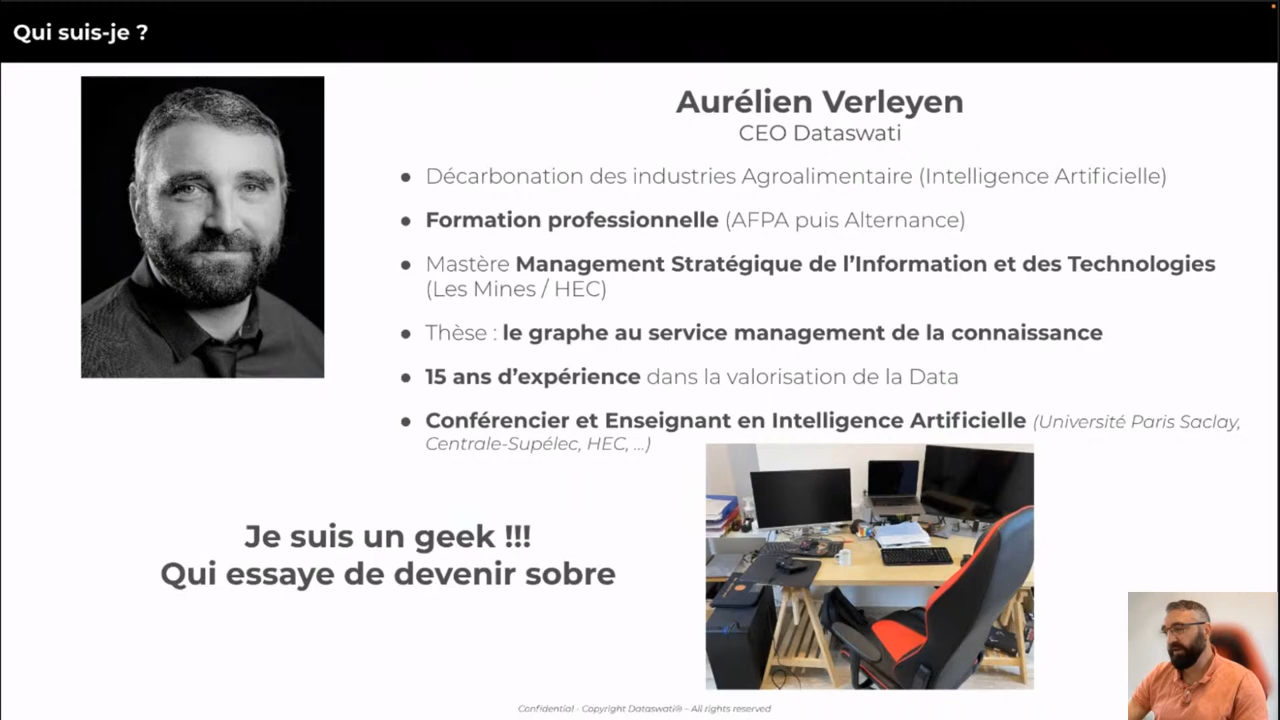 Qui suis-je ?
Aurélien Verleyen
CEO Dataswati
● Décarbonation des industries Agroalimentaire (Intelligence Artificielle)
● Formation professionnelle (AFPA puis Alternance)
● Mastère Management Stratégique de l’Information et des Technologies
(Les Mines / HEC)
● Thèse : le graphe au service management de la connaissance
● 15 ans d’expérience dans la valorisation de la Data
● Conférencier et Enseignant en Intelligence Artificielle (Université Paris Saclay,
Centrale-Supélec, HEC, ...)
Je suis un geek !!!
Qui essaye de devenir sobre
Confidential - Copyright Dataswati® - All rights reserved